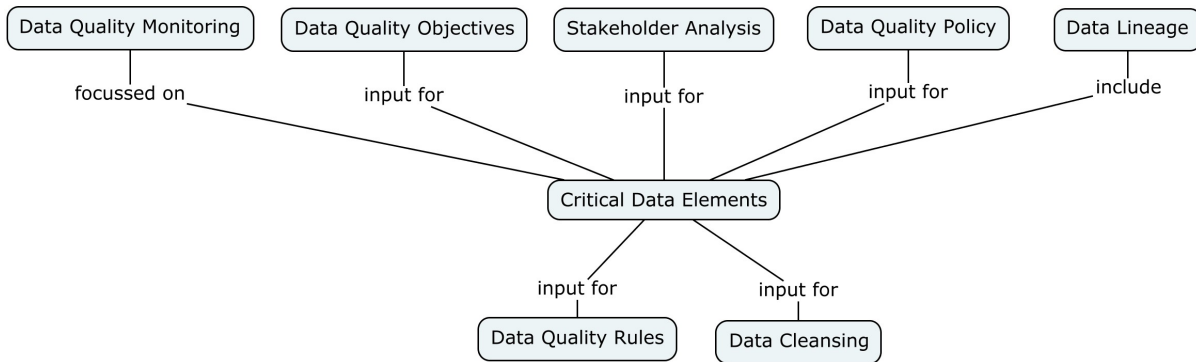 Data Quality Monitoring
Data Quality Objectives
Stakeholder Analysis
Data Quality Policy
Data Lineage
focussed on
input for
input for
input for
include
Critical Data Elements
input for
input for
Data Quality Rules
Data Cleansing